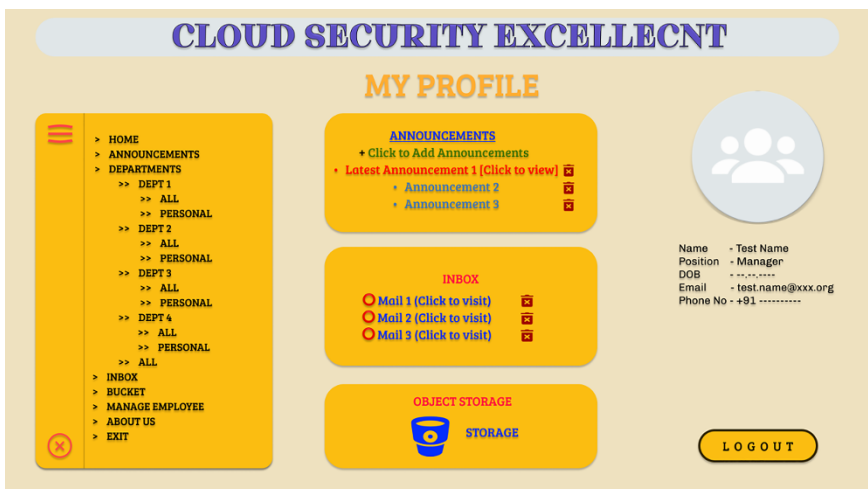 CLOUD SECURITY EXCELLECNT
MY PROFILE
> HOME
> ANNOUNCEMENTS
> DEPARTMENTS
>> DEPT 1
>> ALL
>> PERSONAL
>> DEPT 2
>> ALL
>> PERSONAL
>> DEPT 3
>> ALL
>> PERSONAL
>> DEPT 4
>> ALL
>> PERSONAL
>> ALL
> INBOX
> BUCKET
> MANAGE EMPLOYEE
> ABOUT US
> EXIT
ANNOUNCEMENTS
+ Click to Add Announcements
• Latest Announcement 1 [Click to view]
• Announcement 2
• Announcement 3
INBOX
Mail 1 (Click to visit)
Mail 2 (Click to visit)
Mail 3 (Click to visit)
OBJECT STORAGE
STORAGE
Name - Test Name
Position - Manager
DOB - --.--.----
Email - test.name@xxx.org
Phone No - +91 ----------
LOGOUT